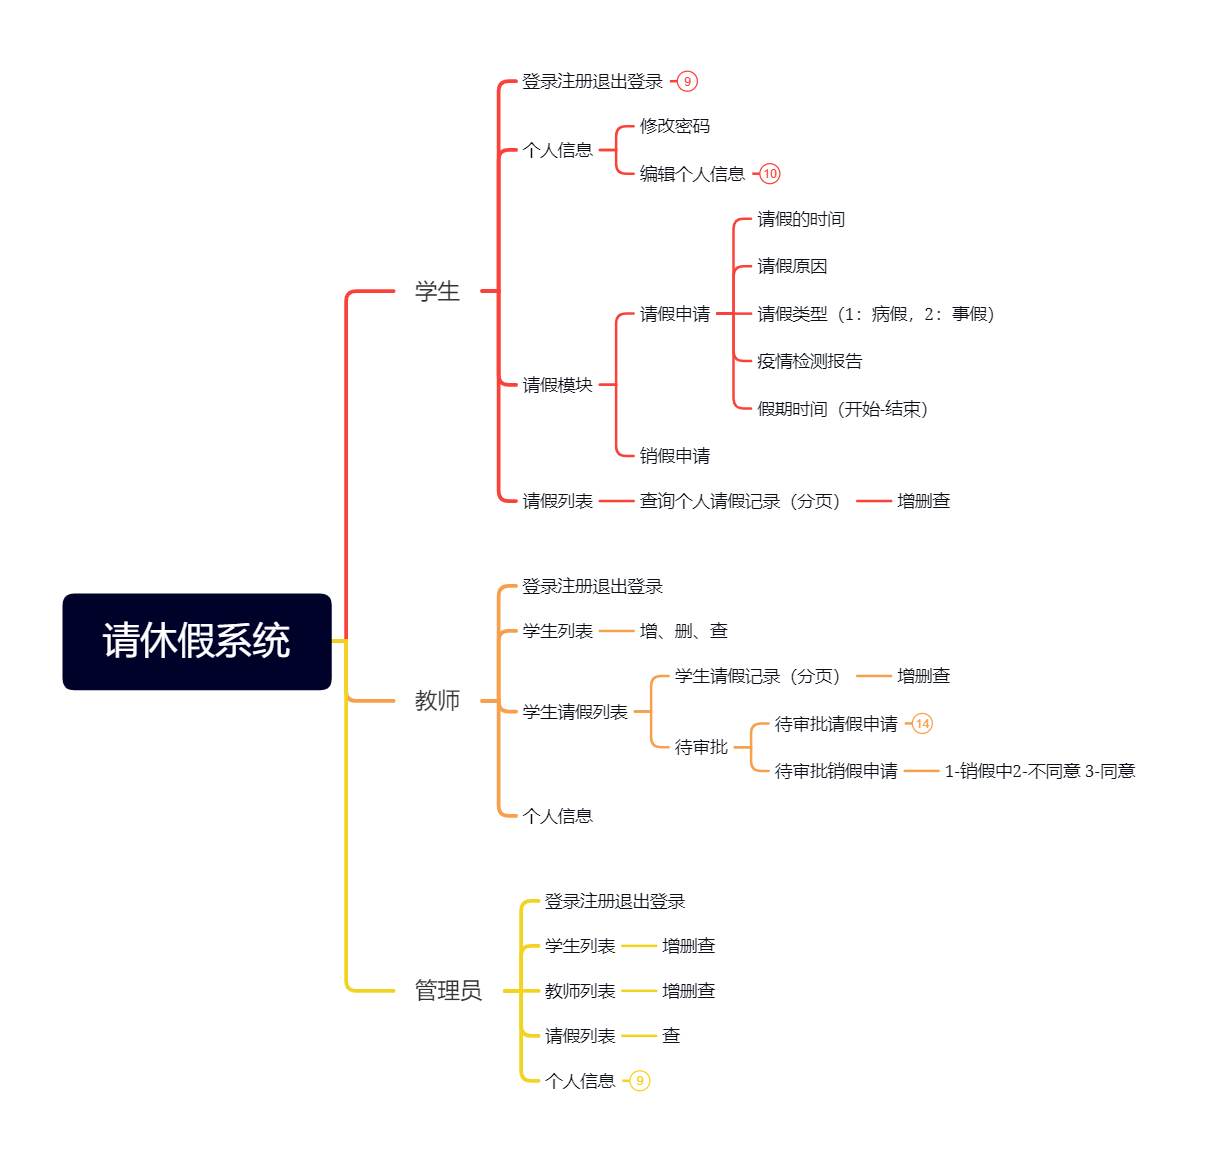 请休假系统
学生
登录注册退出登录 9
个人信息
修改密码
编辑个人信息 10
请假模块
请假申请
请假的时间
请假原因
请假类型（1：病假，2：事假）
疫情检测报告
假期时间（开始-结束）
销假申请
请假列表
查询个人请假记录（分页）
增删查
教师
登录注册退出登录
学生列表
增、删、查
学生请假列表
学生请假记录（分页）
增删查
待审批
待审批请假申请 14
待审批销假申请
1-销假中2-不同意 3-同意
个人信息
管理员
登录注册退出登录
学生列表
增删查
教师列表
增删查
请假列表
查
个人信息 9